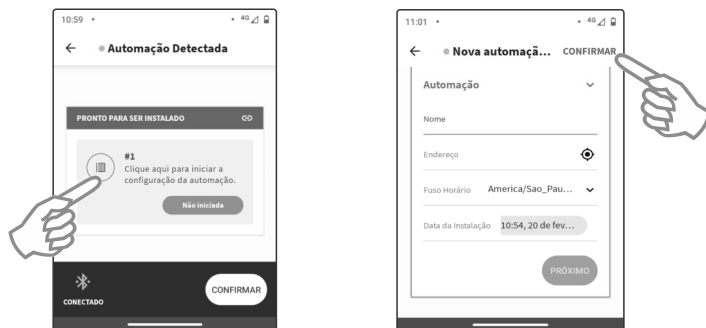 10:59
4G
Automação Detectada
PRONTO PARA SER INSTALADO
#1
Clique aqui para iniciar a
configuração da automação.
Não iniciada
CONECTADO
CONFIRMAR
11:01
4G
Nova automaçã...
CONFIRMAR
Automação
Nome
Endereço
Fuso Horário
America/Sao_Pau...
Data da Instalação
10:54, 20 de fev...
PRÓXIMO